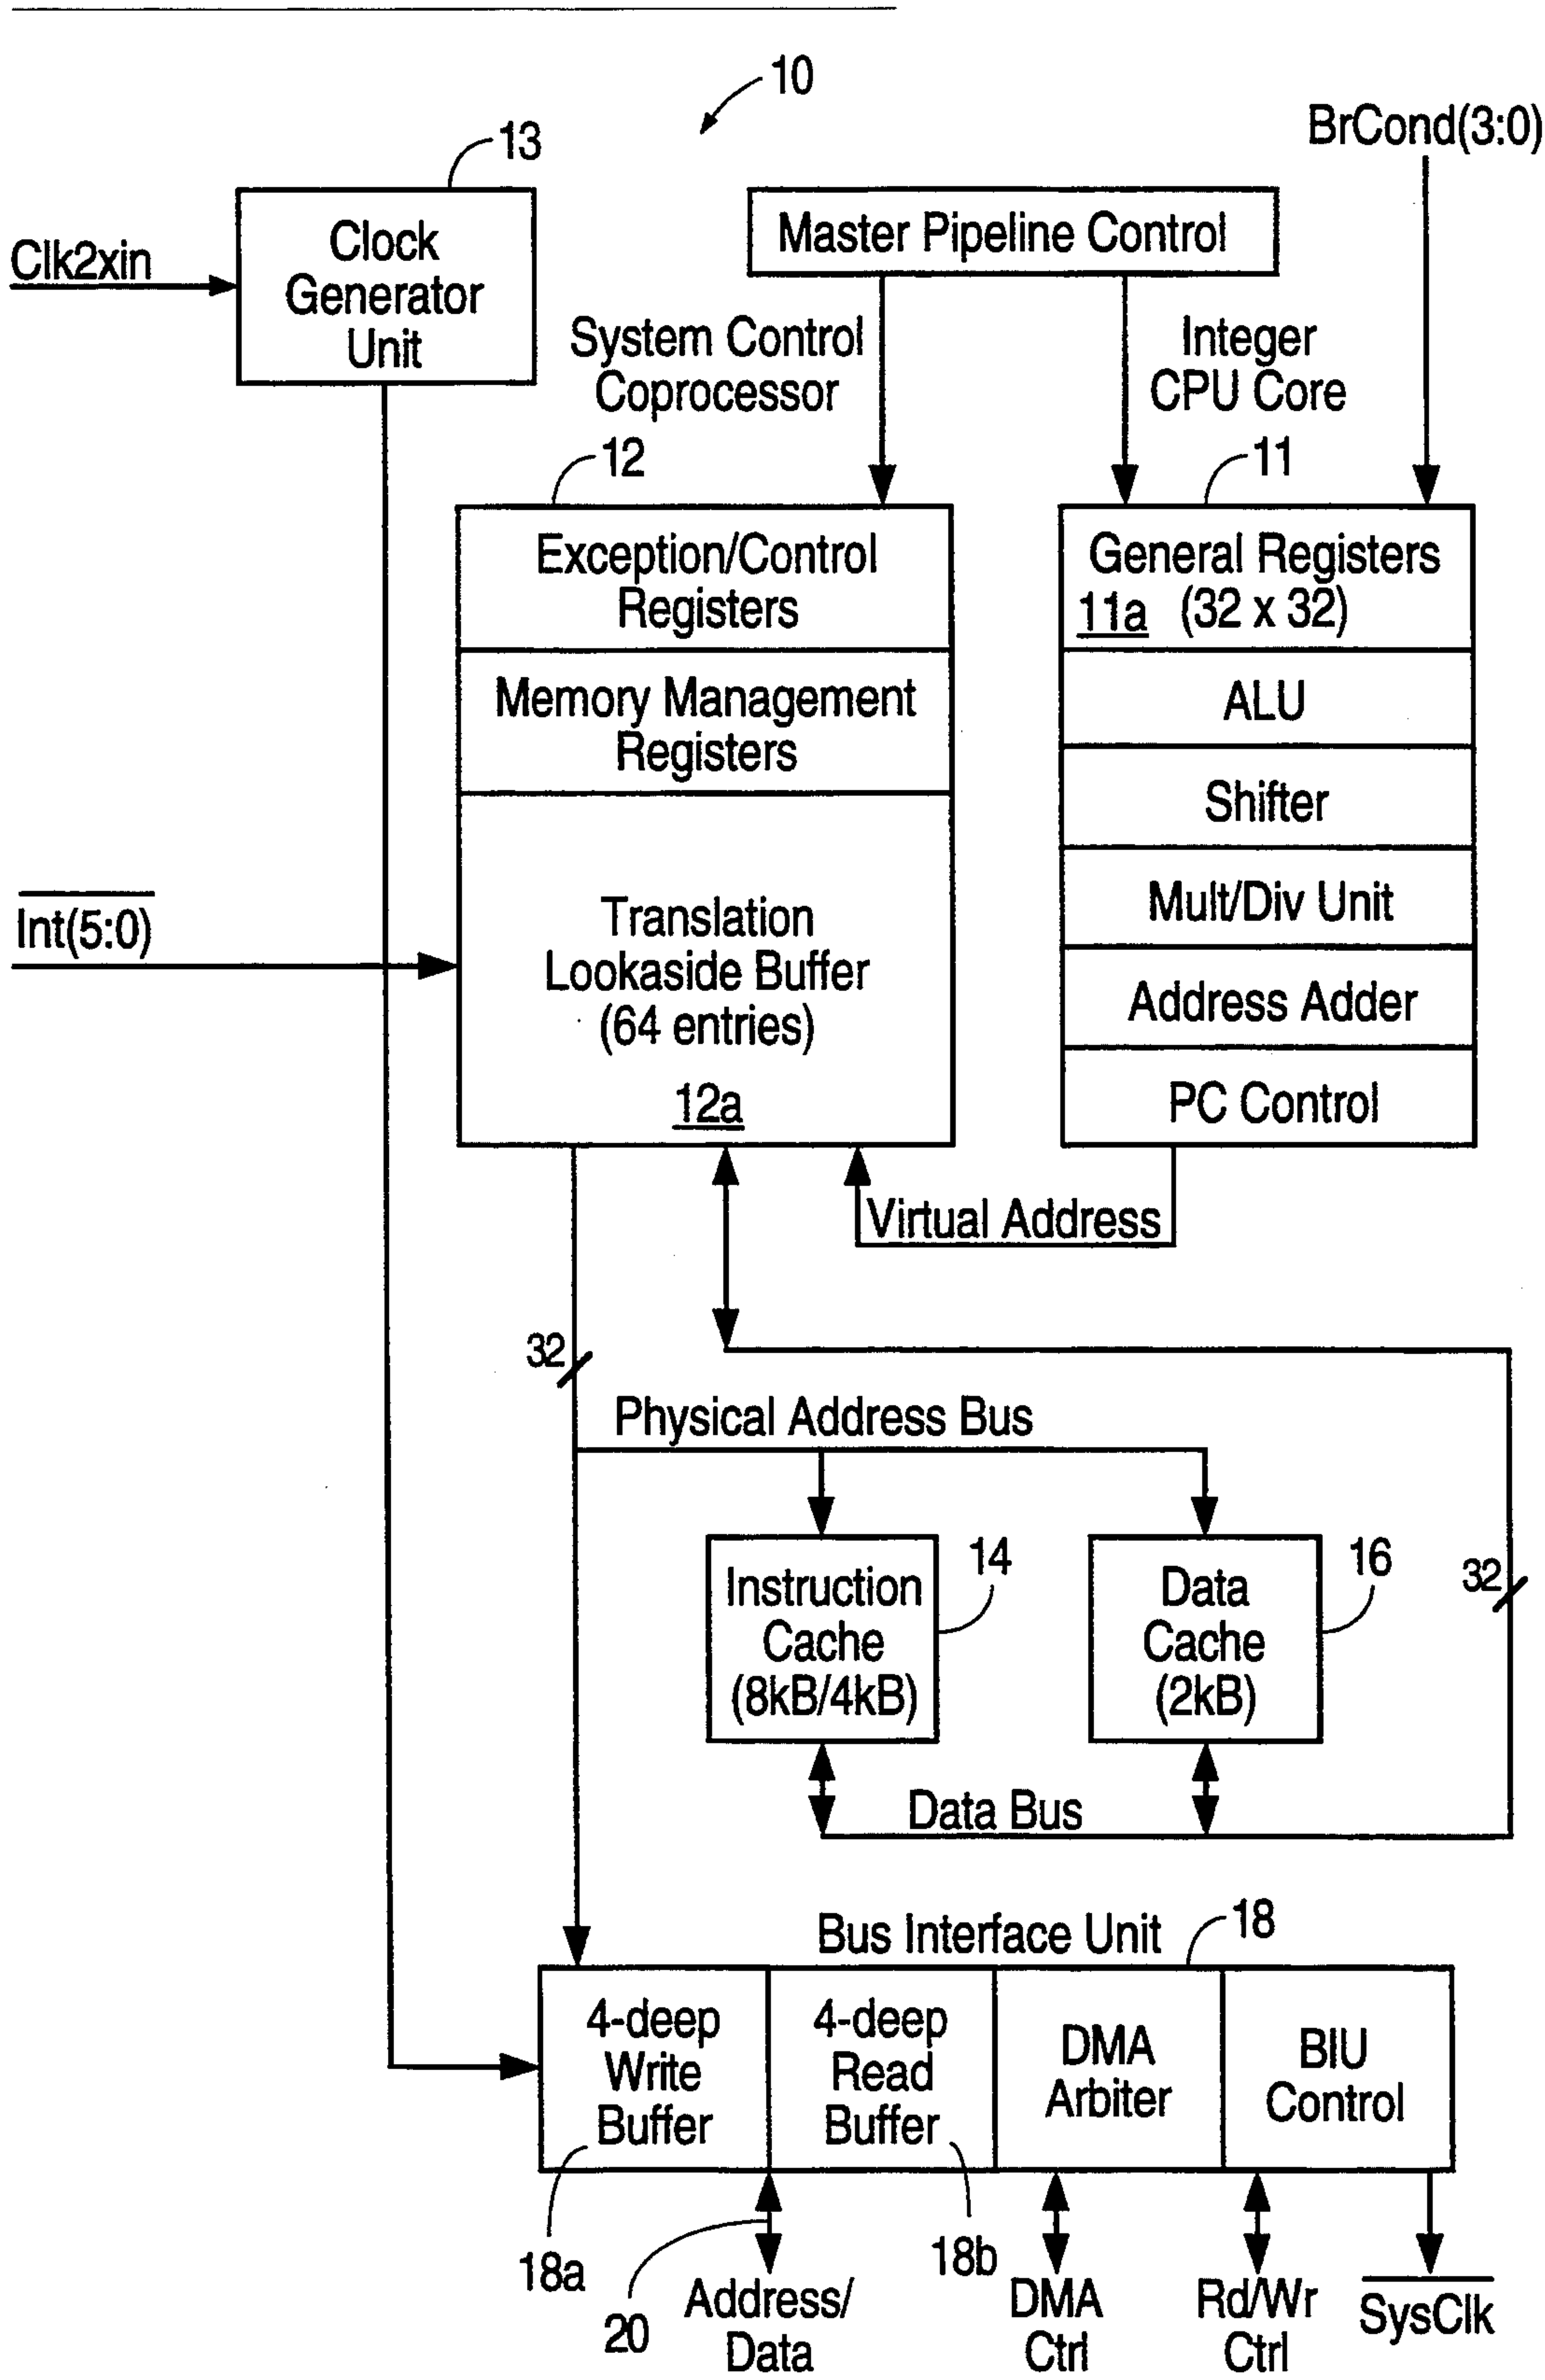 10
BrCond(3:0)
13
Clock
Generator
Unit
Clk2xin
Master Pipeline Control
System Control
Coprocessor
Integer
CPU Core
12
11
Exception/Control
Registers
Memory Management
Registers
Translation
Lookaside Buffer
(64 entries)
12a
General Registers
11a (32 x 32)
ALU
Shifter
Mult/Div Unit
Address Adder
PC Control
Int(5:0)
Virtual Address
32
Physical Address Bus
Instruction
Cache
(8kB/4kB)
14
Data
Cache
(2kB)
16
32
Data Bus
Bus Interface Unit
18
4-deep
Write
Buffer
4-deep
Read
Buffer
DMA
Arbiter
BIU
Control
18a
20
Address/
Data
18b
DMA
Ctrl
Rd/Wr
Ctrl
SysClk